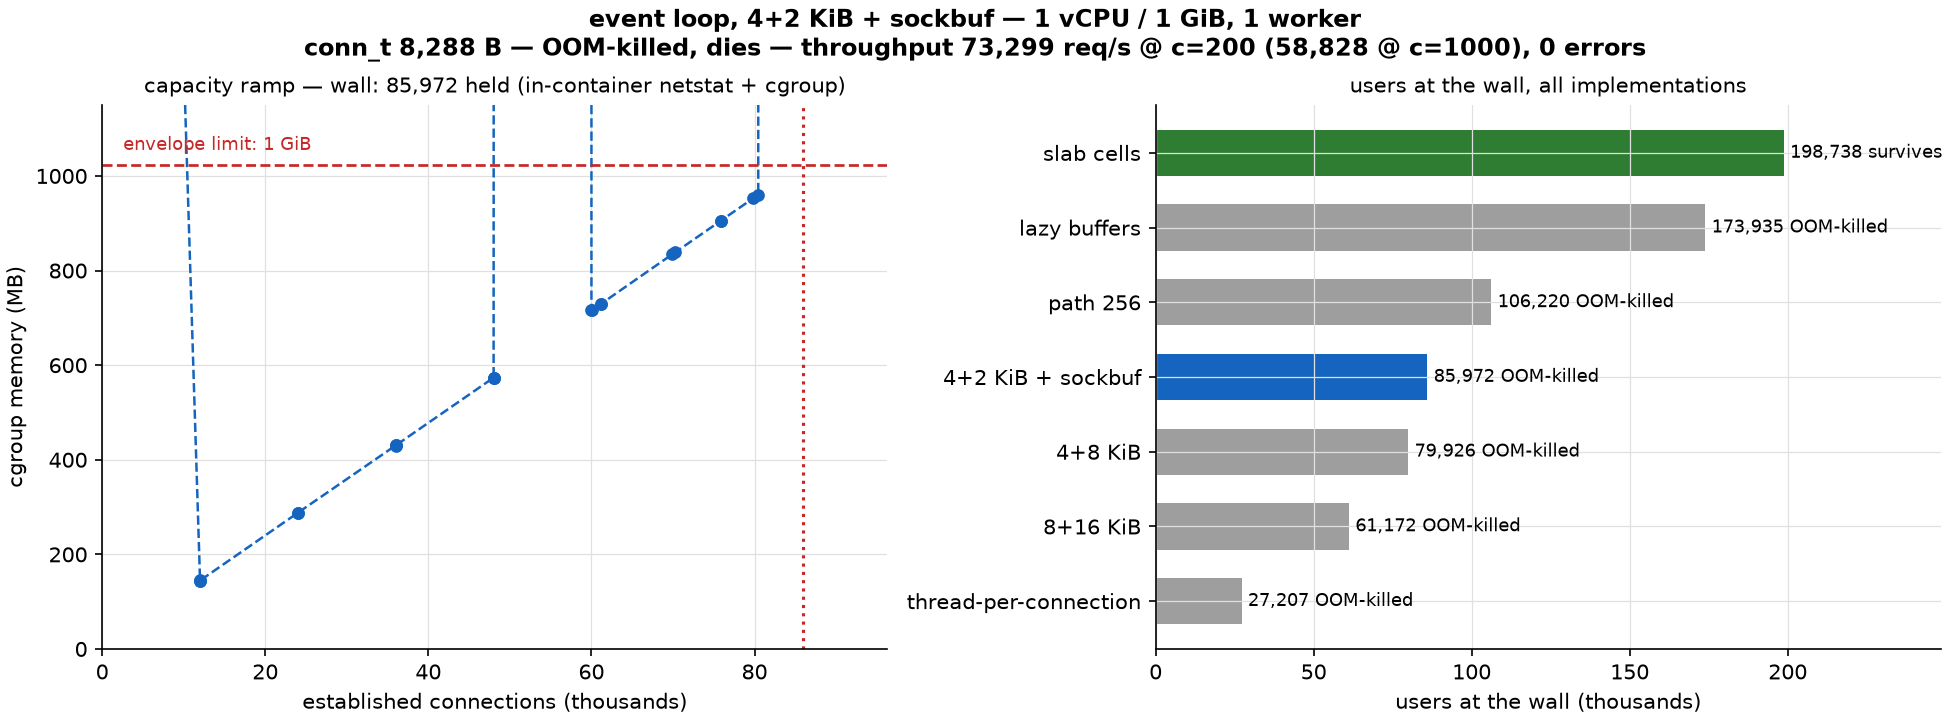 event loop, 4+2 KiB + sockbuf — 1 vCPU / 1 GiB, 1 worker
conn_t 8,288 B — OOM-killed, dies — throughput 73,299 req/s @ c=200 (58,828 @ c=1000), 0 errors
capacity ramp — wall: 85,972 held (in-container netstat + cgroup)
envelope limit: 1 GiB
cgroup memory (MB)
1000
800
600
400
200
0
0 20 40 60 80
established connections (thousands)
users at the wall, all implementations
slab cells 198,738 survives
lazy buffers 173,935 OOM-killed
path 256 106,220 OOM-killed
4+2 KiB + sockbuf 85,972 OOM-killed
4+8 KiB 79,926 OOM-killed
8+16 KiB 61,172 OOM-killed
thread-per-connection 27,207 OOM-killed
0 50 100 150 200
users at the wall (thousands)